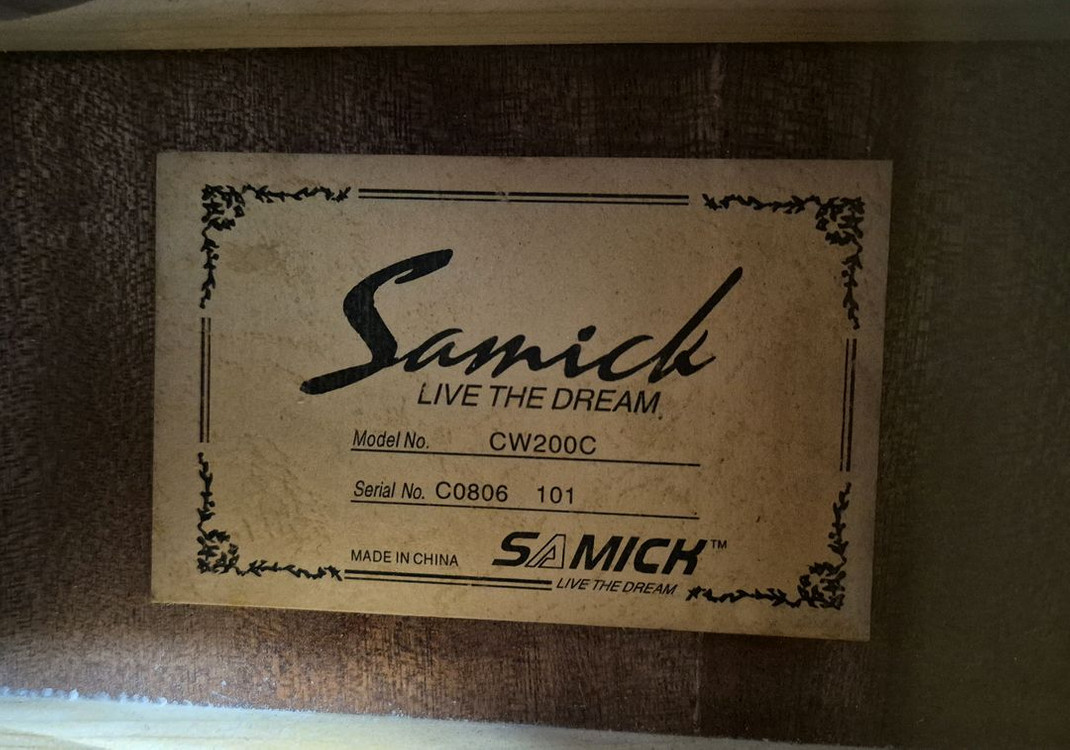 Samick
LIVE THE DREAM
Model No. CW200C
Serial No. C0806 101
MADE IN CHINA
SAMICK™
LIVE THE DREAM